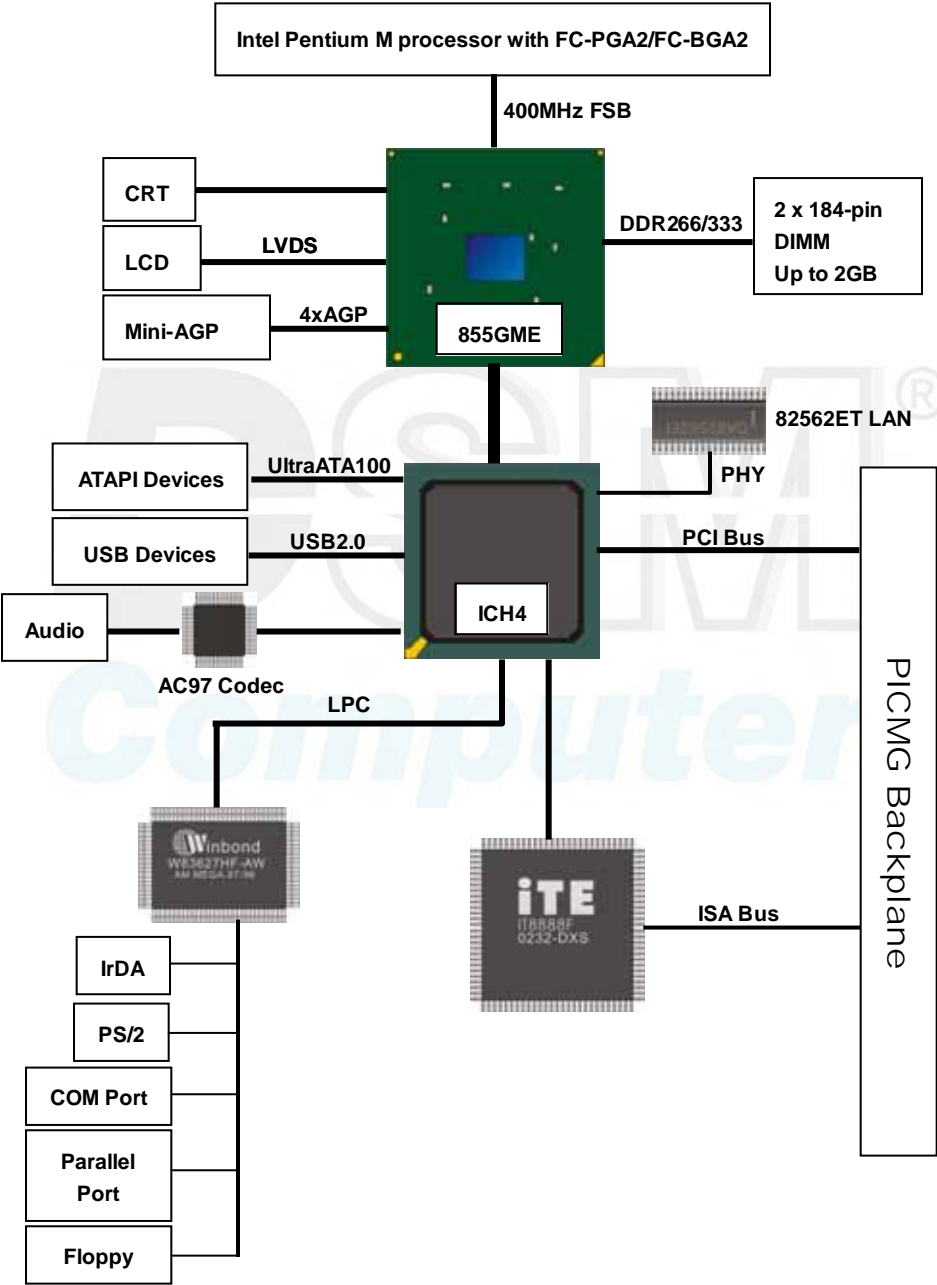 Intel Pentium M processor with FC-PGA2/FC-BGA2
400MHz FSB
CRT
LCD
LVDS
Mini-AGP
4xAGP
855GME
DDR266/333
2 x 184-pin
DIMM
Up to 2GB
DSM®
Computer
82562ET LAN
PHY
ATAPI Devices
UltraATA100
USB Devices
USB2.0
PCI Bus
ICH4
Audio
AC97 Codec
LPC
PICMG Backplane
Winbond
W83627HF-AW
iTE
IT8888F
0232-DXS
ISA Bus
IrDA
PS/2
COM Port
Parallel
Port
Floppy